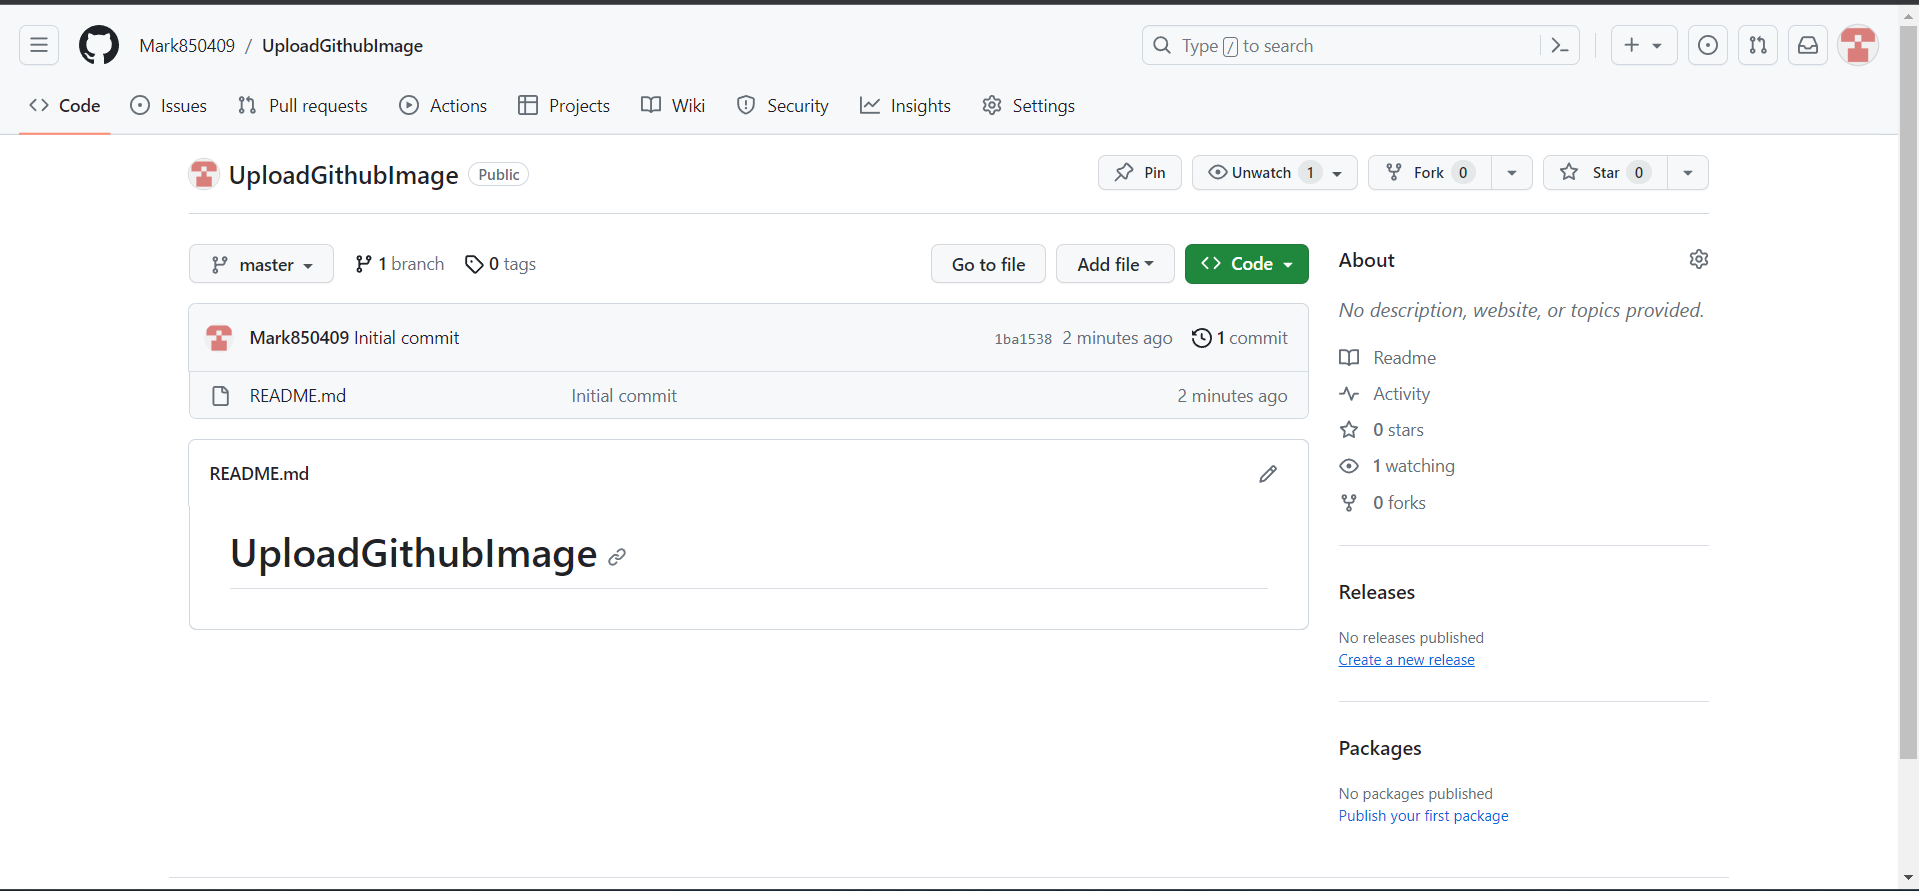 Mark850409 / UploadGithubImage
Type / to search
Code Issues Pull requests Actions Projects Wiki Security Insights Settings
UploadGithubImage Public
Pin Unwatch 1 Fork 0 Star 0
master 1 branch 0 tags Go to file Add file Code
Mark850409 Initial commit 1ba1538 2 minutes ago 1 commit
README.md Initial commit 2 minutes ago
README.md
UploadGithubImage
About
No description, website, or topics provided.
Readme
Activity
0 stars
1 watching
0 forks
Releases
No releases published
Create a new release
Packages
No packages published
Publish your first package